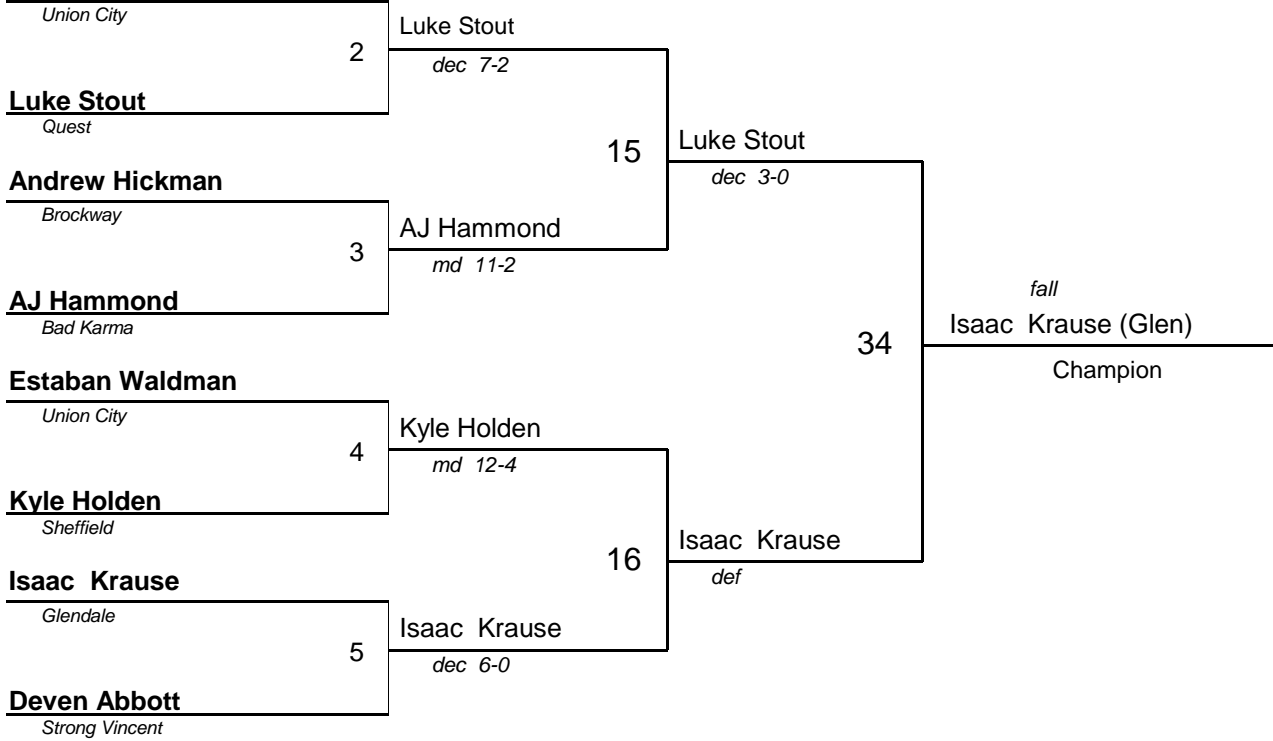 Union City
2
Luke Stout
dec 7-2
Luke Stout
Quest
15
Luke Stout
dec 3-0
Andrew Hickman
Brockway
3
AJ Hammond
md 11-2
AJ Hammond
Bad Karma
34
fall
Isaac Krause (Glen)
Champion
Estaban Waldman
Union City
4
Kyle Holden
md 12-4
Kyle Holden
Sheffield
16
Isaac Krause
def
Isaac Krause
Glendale
5
Isaac Krause
dec 6-0
Deven Abbott
Strong Vincent